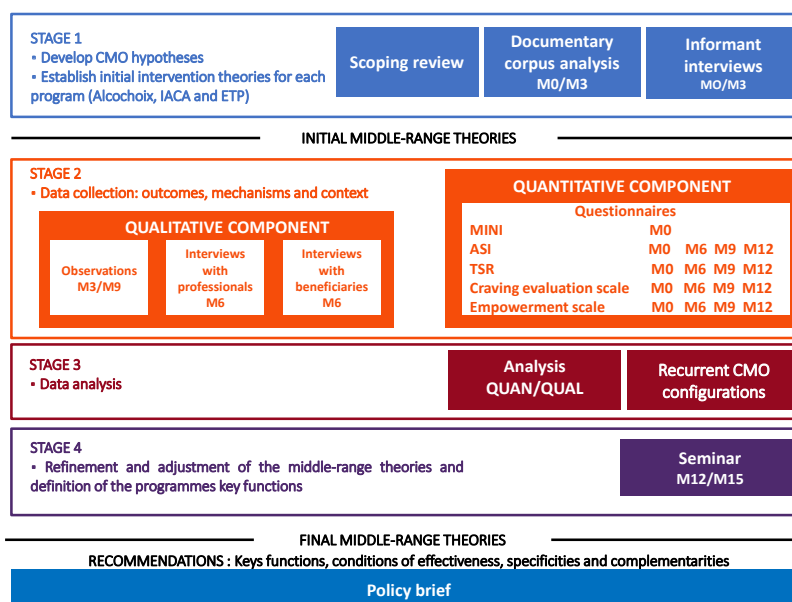 STAGE 1
▪ Develop CMO hypotheses
▪ Establish initial intervention theories for each
program (Alcochoix, IACA and ETP)
Scoping review
Documentary
corpus analysis
M0/M3
Informant
interviews
MO/M3
INITIAL MIDDLE-RANGE THEORIES
STAGE 2
▪ Data collection: outcomes, mechanisms and context
QUALITATIVE COMPONENT
Observations
M3/M9
Interviews
with
professionals
M6
Interviews
with
beneficiaries
M6
QUANTITATIVE COMPONENT
Questionnaires
MINI M0
ASI M0 M6 M9 M12
TSR M0 M6 M9 M12
Craving evaluation scale M0 M6 M9 M12
Empowerment scale M0 M6 M9 M12
STAGE 3
▪ Data analysis
Analysis
QUAN/QUAL
Recurrent CMO
configurations
STAGE 4
▪ Refinement and adjustment of the middle-range theories and
definition of the programmes key functions
Seminar
M12/M15
FINAL MIDDLE-RANGE THEORIES
RECOMMENDATIONS : Keys functions, conditions of effectiveness, specificities and complementarities
Policy brief